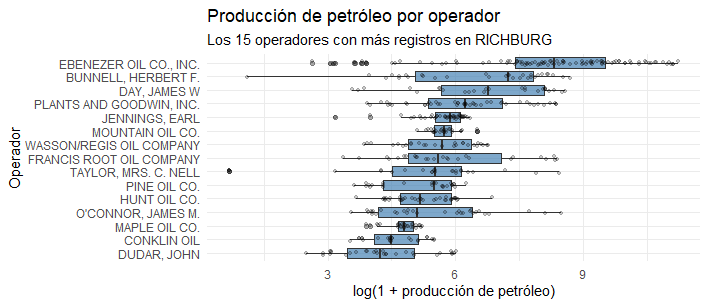 Producción de petróleo por operador
Los 15 operadores con más registros en RICHBURG
Operador
EBENEZER OIL CO., INC.
BUNNELL, HERBERT F.
DAY, JAMES W
PLANTS AND GOODWIN, INC.
JENNINGS, EARL
MOUNTAIN OIL CO.
WASSON/REGIS OIL COMPANY
FRANCIS ROOT OIL COMPANY
TAYLOR, MRS. C. NELL
PINE OIL CO.
HUNT OIL CO.
O'CONNOR, JAMES M.
MAPLE OIL CO.
CONKLIN OIL
DUDAR, JOHN
3 6 9
log(1 + producción de petróleo)